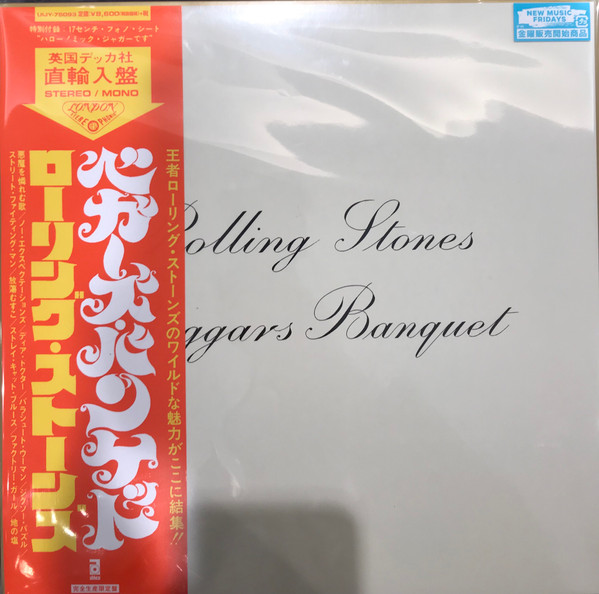 UIJY-75083
定価 ¥8,800
特別付録 17センチ・フォノ・シート
"ハロー！ミック・ジャガーです"
英国デッカ社
直輸入盤
STEREO / MONO
LONDON
ベガーズ・バンケット
ローリング・ストーンズ
王者ローリング・ストーンズのワイルドな魅力がここに結集!!
悪魔を憐れむ歌／ノー・エクスペクテーションズ／ディア・ドクター／パラシュート・ウーマン／ジグソー・パズル
ストリート・ファイティング・マン／放蕩むすこ／ストレイ・キャット・ブルース／ファクトリー・ガール／地の塩
完全生産限定盤
NEW MUSIC
FRIDAYS
金曜販売開始商品
Rolling Stones
ggars Banquet